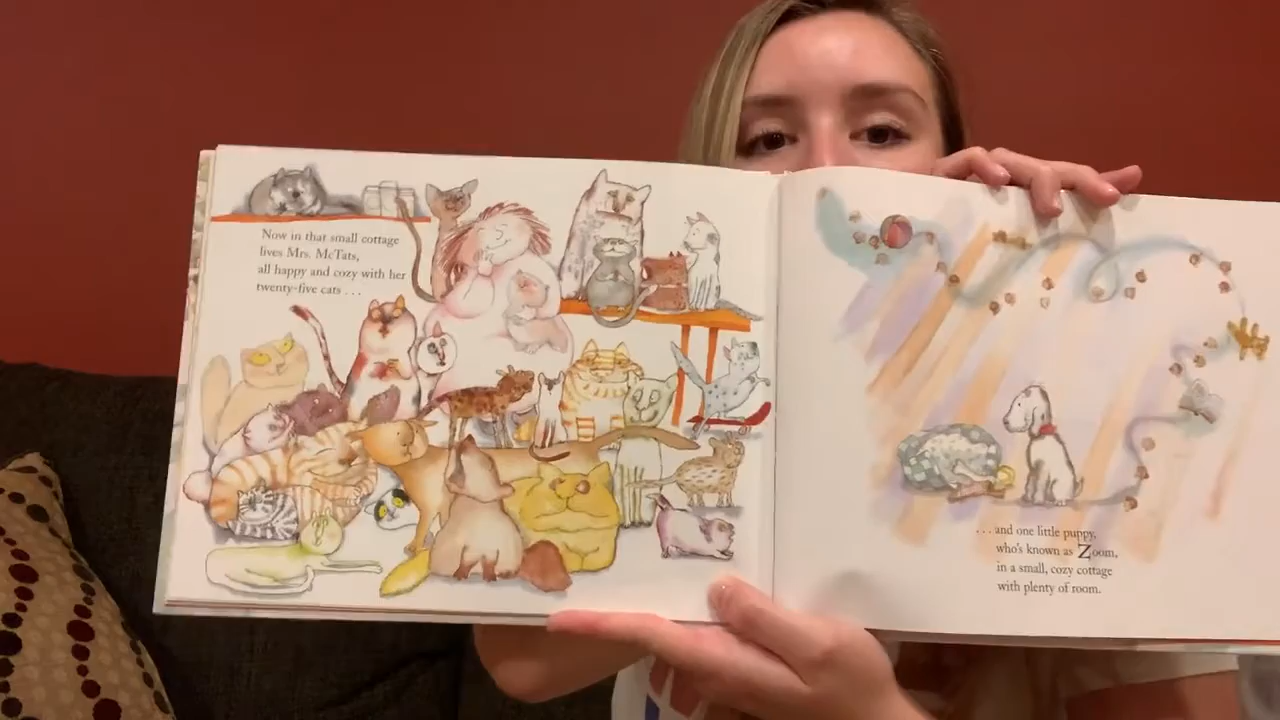 Now in that small cottage
lives Mrs. McTats,
all happy and cozy with her
twenty-five cats . . .
. . . and one little puppy,
who's known as Zoom,
in a small, cozy cottage
with plenty of room.